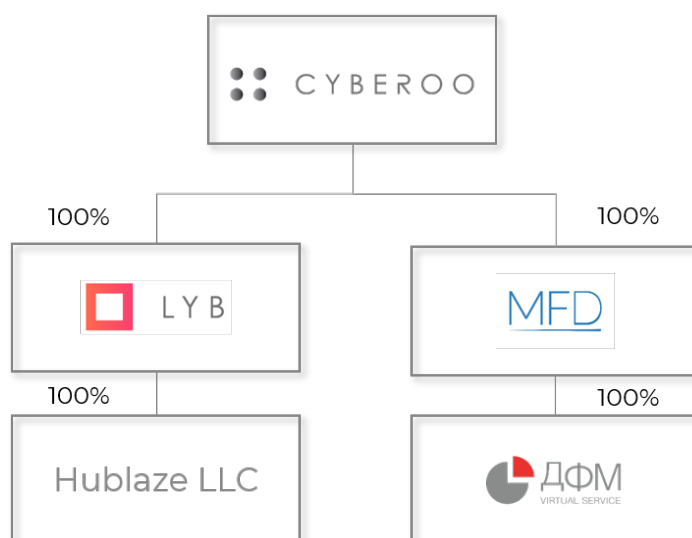 CYBEROO
100%
100%
LYB
MFD
100%
100%
Hublaze LLC
ДФМ
VIRTUAL SERVICE